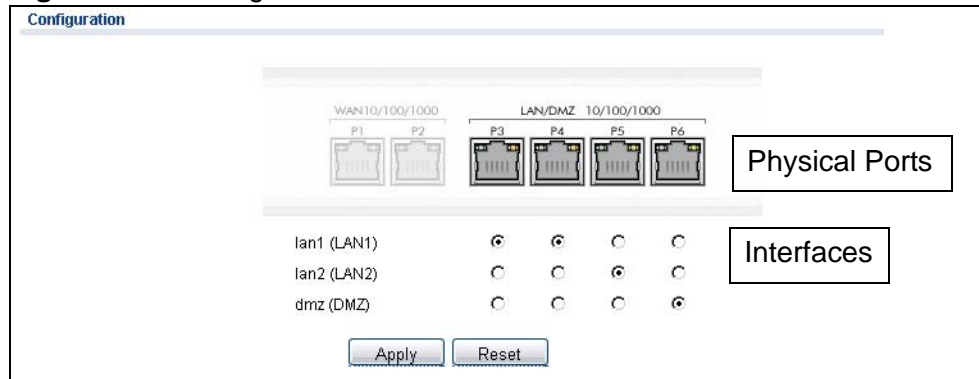 Configuration
WAN10/100/1000 LAN/DMZ 10/100/1000
P1 P2 P3 P4 P5 P6
Physical Ports
lan1 (LAN1)
Interfaces
lan2 (LAN2)
dmz (DMZ)
Apply Reset